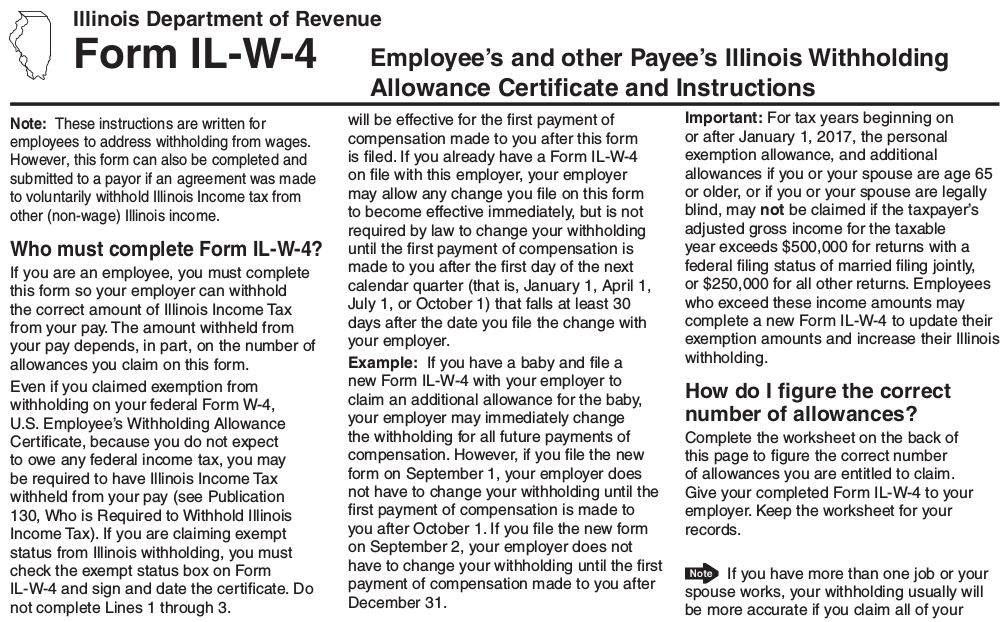 Illinois Department of Revenue
Form IL-W-4
Employee's and other Payee's Illinois Withholding
Allowance Certificate and Instructions
Note: These instructions are written for
employees to address withholding from wages.
However, this form can also be completed and
submitted to a payor if an agreement was made
to voluntarily withhold Illinois Income tax from
other (non-wage) Illinois income.
Who must complete Form IL-W-4?
If you are an employee, you must complete
this form so your employer can withhold
the correct amount of Illinois Income Tax
from your pay. The amount withheld from
your pay depends, in part, on the number of
allowances you claim on this form.
Even if you claimed exemption from
withholding on your federal Form W-4,
U.S. Employee's Withholding Allowance
Certificate, because you do not expect
to owe any federal income tax, you may
be required to have Illinois Income Tax
withheld from your pay (see Publication
130, Who is Required to Withhold Illinois
Income Tax). If you are claiming exempt
status from Illinois withholding, you must
check the exempt status box on Form
IL-W-4 and sign and date the certificate. Do
not complete Lines 1 through 3.
will be effective for the first payment of
compensation made to you after this form
is filed. If you already have a Form IL-W-4
on file with this employer, your employer
may allow any change you file on this form
to become effective immediately, but is not
required by law to change your withholding
until the first payment of compensation is
made to you after the first day of the next
calendar quarter (that is, January 1, April 1,
July 1, or October 1) that falls at least 30
days after the date you file the change with
your employer.
Example: If you have a baby and file a
new Form IL-W-4 with your employer to
claim an additional allowance for the baby,
your employer may immediately change
the withholding for all future payments of
compensation. However, if you file the new
form on September 1, your employer does
not have to change your withholding until the
first payment of compensation is made to
you after October 1. If you file the new form
on September 2, your employer does not
have to change your withholding until the first
payment of compensation made to you after
December 31.
Important: For tax years beginning on
or after January 1, 2017, the personal
exemption allowance, and additional
allowances if you or your spouse are age 65
or older, or if you or your spouse are legally
blind, may not be claimed if the taxpayer's
adjusted gross income for the taxable
year exceeds $500,000 for returns with a
federal filing status of married filing jointly,
or $250,000 for all other returns. Employees
who exceed these income amounts may
complete a new Form IL-W-4 to update their
exemption amounts and increase their Illinois
withholding.
How do I figure the correct
number of allowances?
Complete the worksheet on the back of
this page to figure the correct number
of allowances you are entitled to claim.
Give your completed Form IL-W-4 to your
employer. Keep the worksheet for your
records.
Note If you have more than one job or your
spouse works, your withholding usually will
be more accurate if you claim all of your